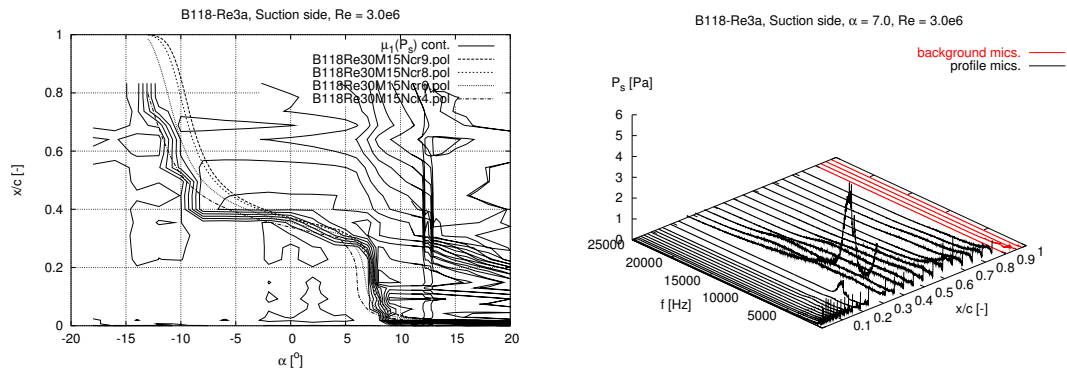 B118-Re3a, Suction side, Re = 3.0e6
μ1(Ps) cont.
B118Re30M15Ncr9.pol
B118Re30M15Ncr8.pol
B118Re30M15Ncr6.pol
B118Re30M15Ncr4.pol
1
0.8
0.6
0.4
0.2
0
x/c [-]
-20 -15 -10 -5 0 5 10 15 20
α [o]
B118-Re3a, Suction side, α = 7.0, Re = 3.0e6
background mics.
profile mics.
Ps [Pa]
6
5
4
3
2
1
0
25000
20000
15000
10000
5000
f [Hz]
0.1 0.2 0.3 0.4 0.5 0.6 0.7 0.8 0.9 1
x/c [-]